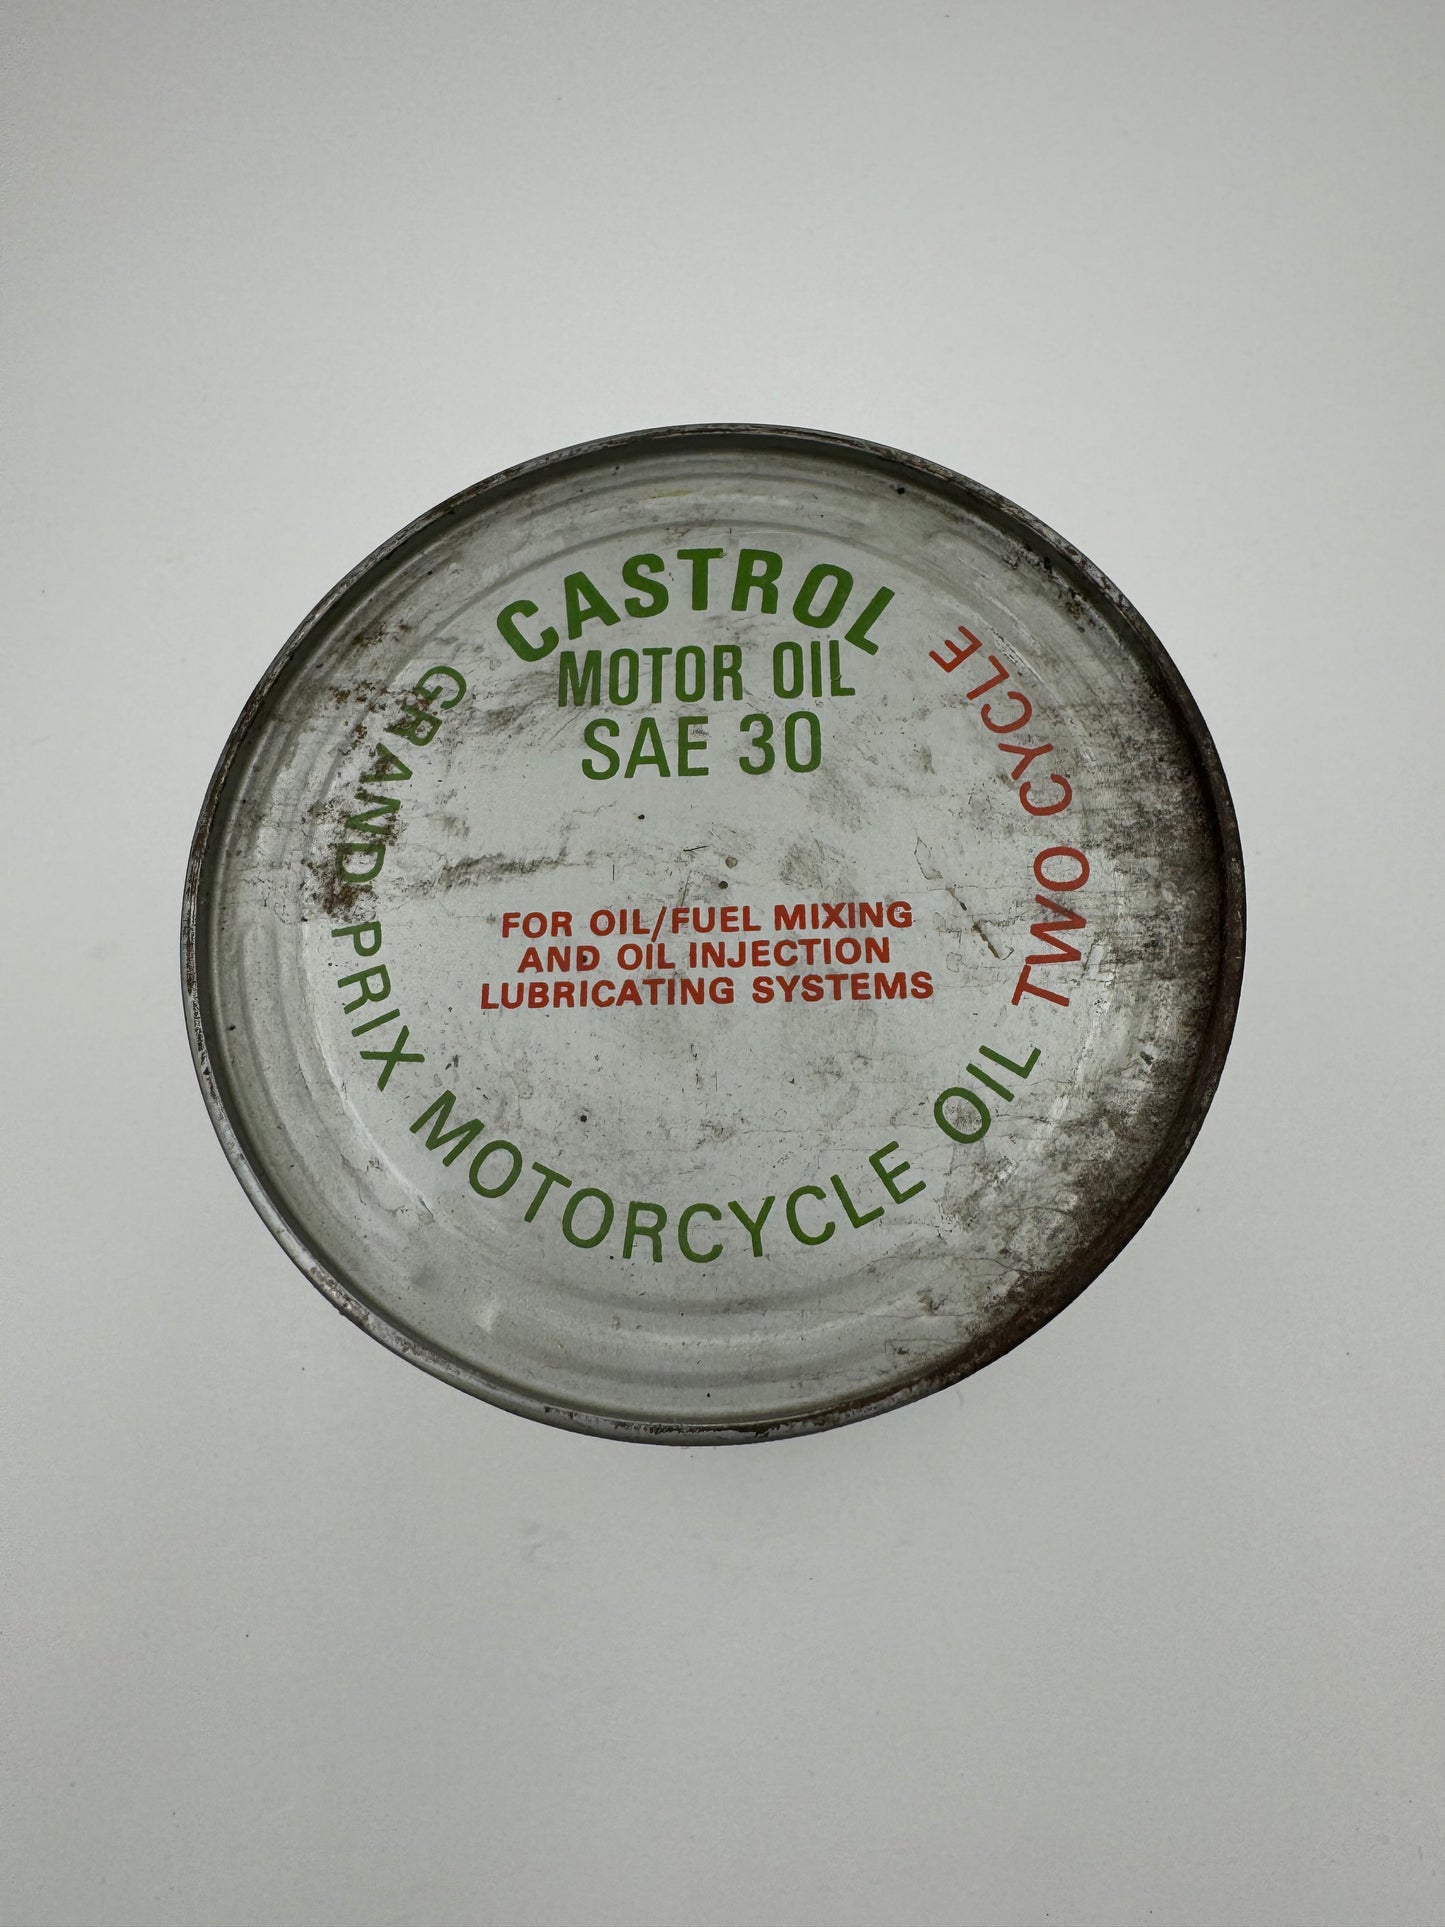 CASTROL
MOTOR OIL
SAE 30
FOR OIL/FUEL MIXING
AND OIL INJECTION
LUBRICATING SYSTEMS
GRAND PRIX MOTORCYCLE OIL TWO CYCLE